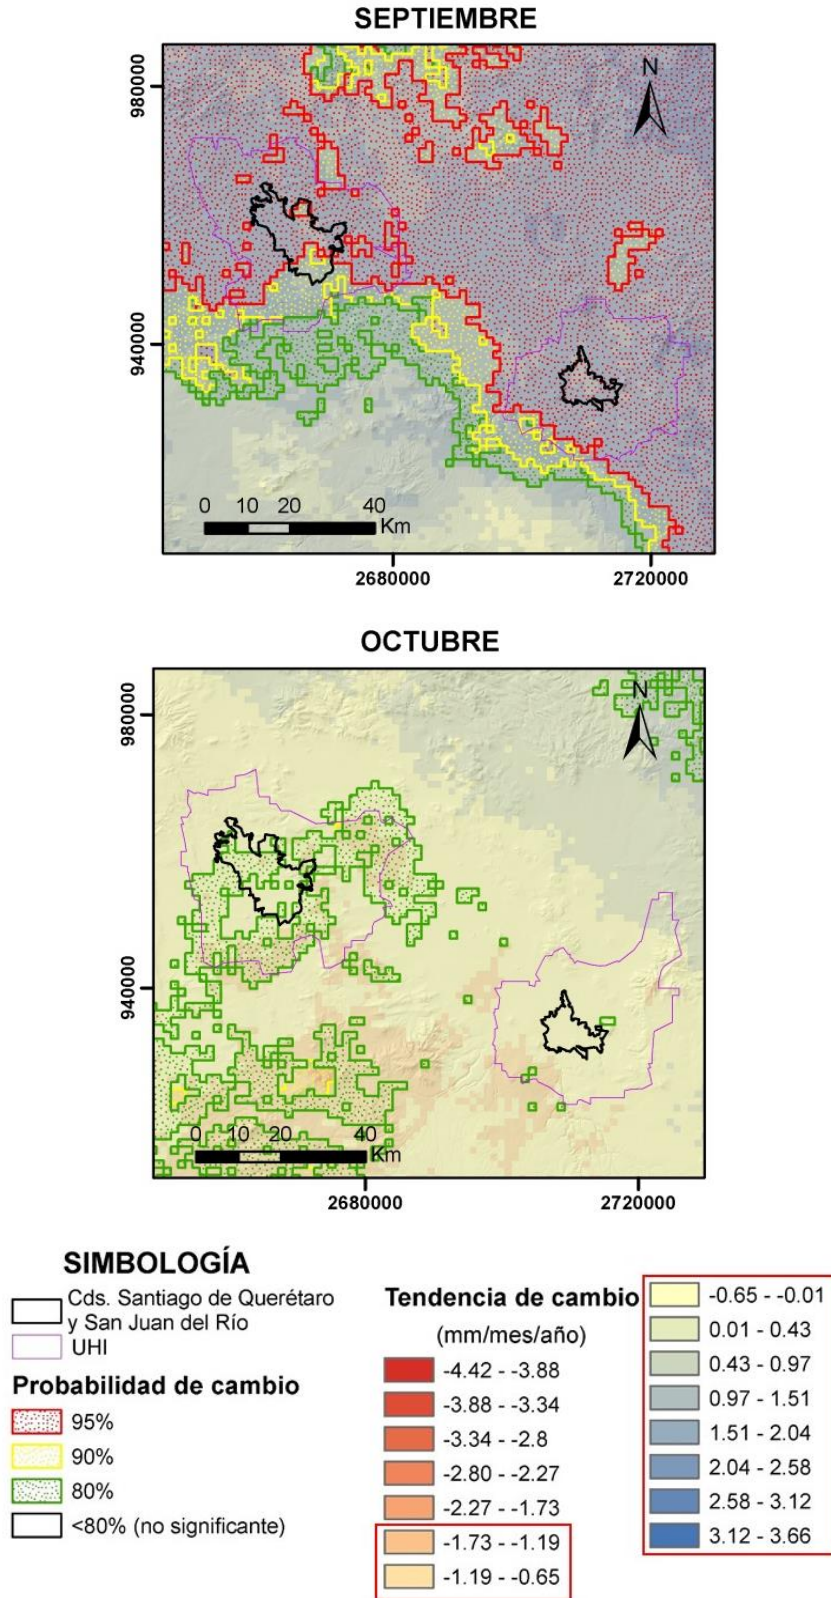 SEPTIEMBRE
980000
N
940000
0 10 20 40
Km
2680000 2720000
OCTUBRE
980000
N
940000
0 10 20 40
Km
2680000 2720000
SIMBOLOGÍA
Cds. Santiago de Querétaro
y San Juan del Río
UHI
Probabilidad de cambio
95%
90%
80%
<80% (no significante)
Tendencia de cambio
(mm/mes/año)
-4.42 - -3.88
-3.88 - -3.34
-3.34 - -2.8
-2.80 - -2.27
-2.27 - -1.73
-1.73 - -1.19
-1.19 - -0.65
-0.65 - -0.01
0.01 - 0.43
0.43 - 0.97
0.97 - 1.51
1.51 - 2.04
2.04 - 2.58
2.58 - 3.12
3.12 - 3.66